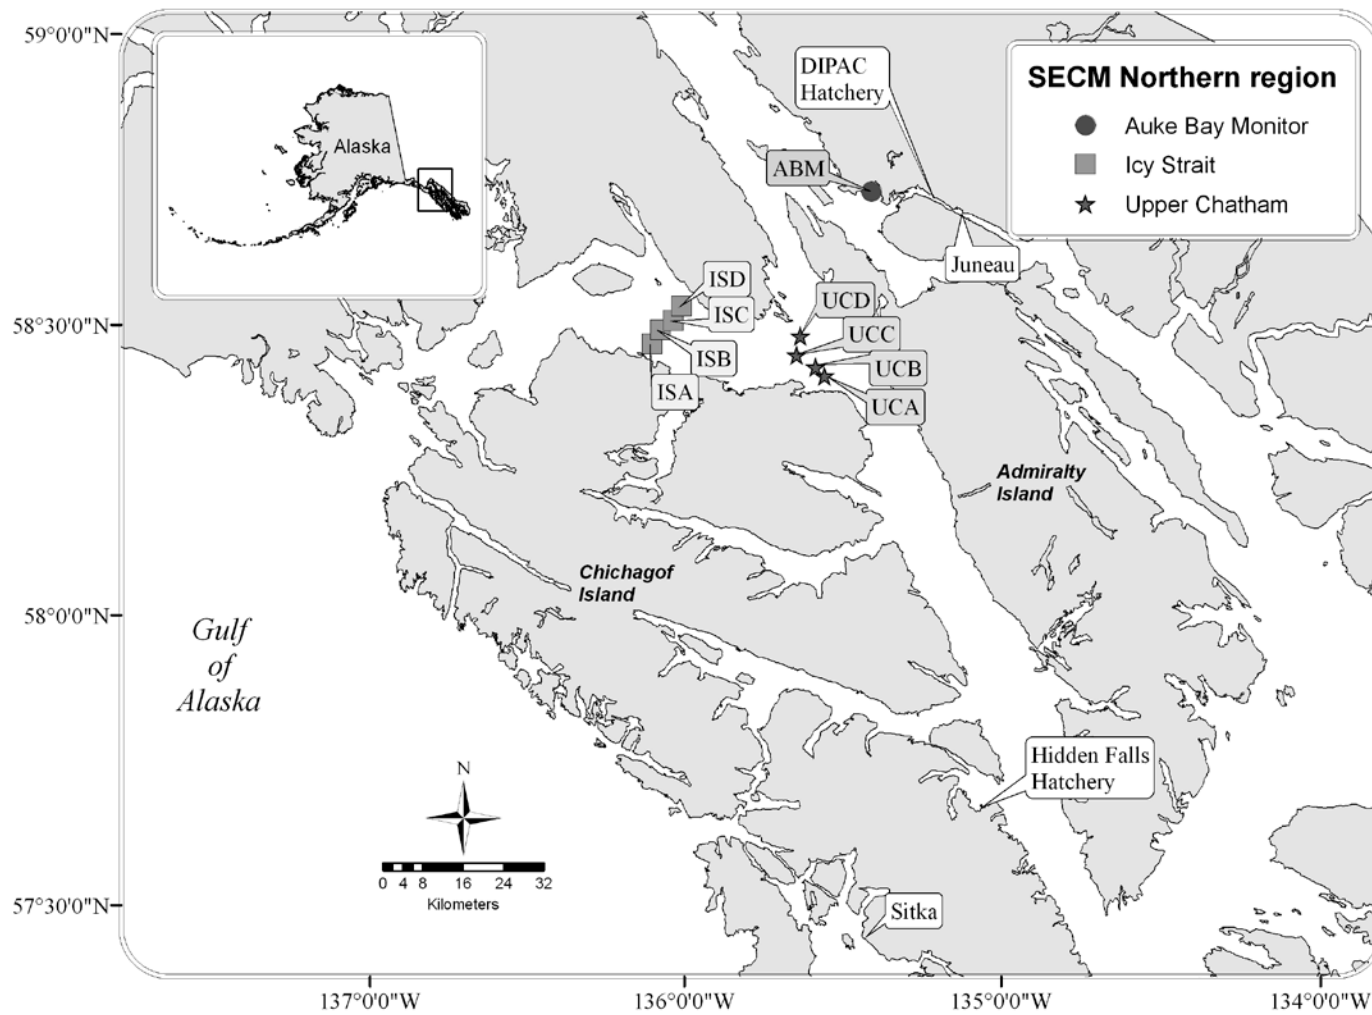 59°0'0"N
58°30'0"N
58°0'0"N
57°30'0"N
Alaska
DIPAC
Hatchery
SECM Northern region
Auke Bay Monitor
Icy Strait
Upper Chatham
ABM
Juneau
ISD
ISC
ISB
ISA
UCD
UCC
UCB
UCA
Admiralty
Island
Chichagof
Island
Gulf
of
Alaska
Hidden Falls
Hatchery
Sitka
N
0 4 8 16 24 32
Kilometers
137°0'0"W
136°0'0"W
135°0'0"W
134°0'0"W